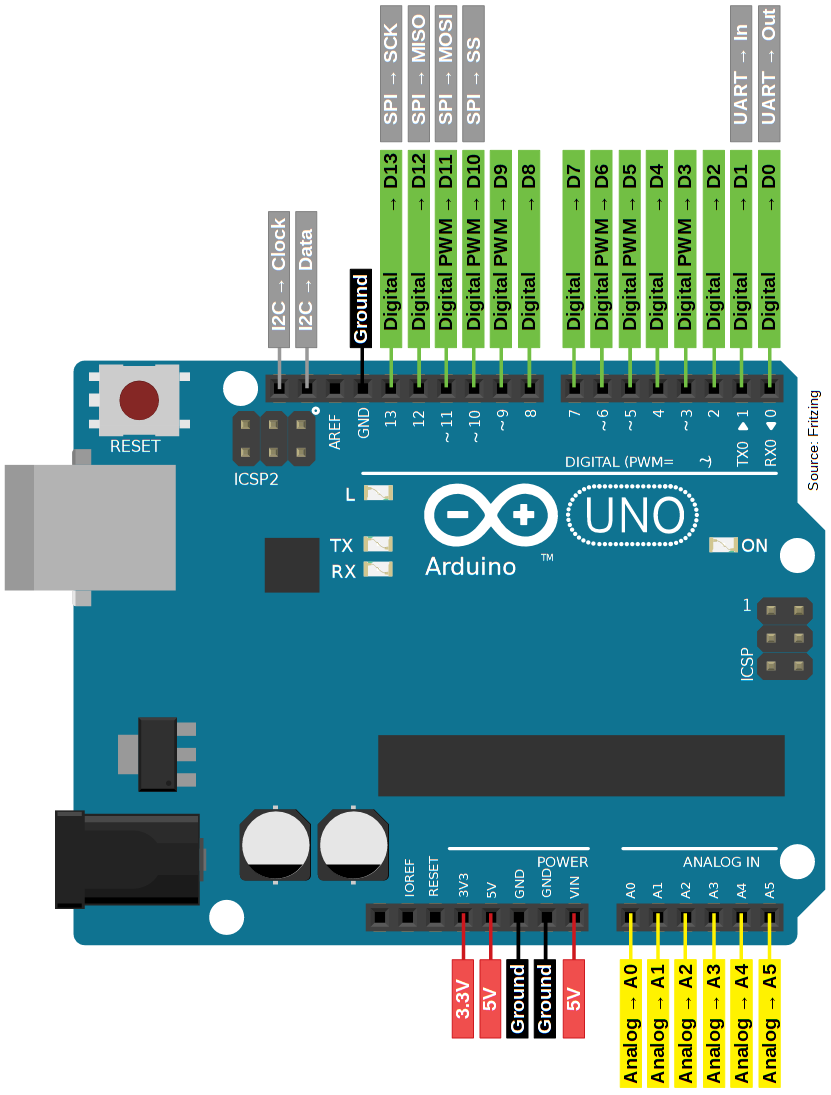 I2C → Clock
I2C → Data
Ground
SPI → SCK
Digital → D13
SPI → MISO
Digital → D12
SPI → MOSI
Digital PWM → D11
SPI → SS
Digital PWM → D10
Digital PWM → D9
Digital → D8
Digital → D7
Digital PWM → D6
Digital PWM → D5
Digital → D4
Digital PWM → D3
Digital → D2
UART → In
Digital → D1
UART → Out
Digital → D0
RESET
ICSP2
AREF
GND
13
12
~11
~10
~9
8
7
~6
~5
4
~3
2
TX0 ▶ 1
RX0 ◀ 0
DIGITAL (PWM= ~)
L
TX
RX
Arduino
™
UNO
ON
1
ICSP
Source: Fritzing
POWER
IOREF
RESET
3V3
5V
GND
GND
VIN
ANALOG IN
A0
A1
A2
A3
A4
A5
3.3V
5V
Ground
Ground
5V
Analog → A0
Analog → A1
Analog → A2
Analog → A3
Analog → A4
Analog → A5